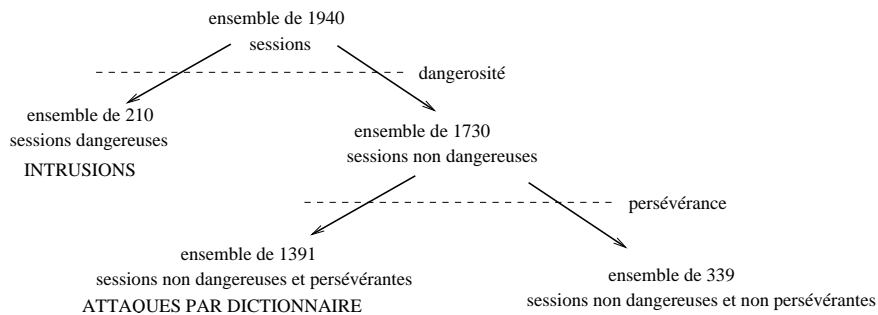 ensemble de 1940
sessions
dangerosité
ensemble de 210
sessions dangereuses
INTRUSIONS
ensemble de 1730
sessions non dangereuses
persévérance
ensemble de 1391
sessions non dangereuses et persévérantes
ATTAQUES PAR DICTIONNAIRE
ensemble de 339
sessions non dangereuses et non persévérantes